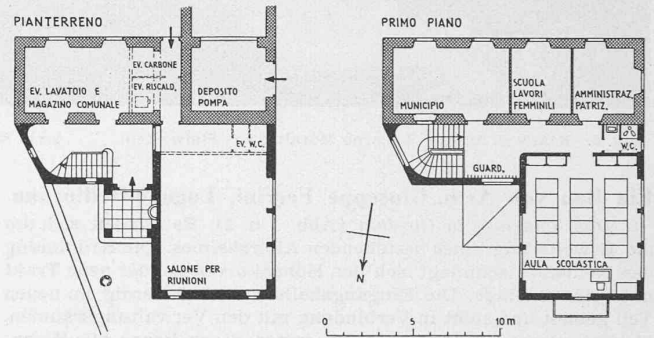 PIANTERRENO
EV. LAVATOIO E
MAGAZINO COMUNALE
EV. CARBONE
EV. RISCALD.
DEPOSITO
POMPA
EV. W.C.
SALONE PER
RIUNIONI
PRIMO PIANO
MUNICIPIO
SCUOLA
LAVORI
FEMMINILI
AMMINISTRAZ.
PATRIZ.
W.C.
GUARD.
AULA SCOLASTICA
N
0 5 10 m